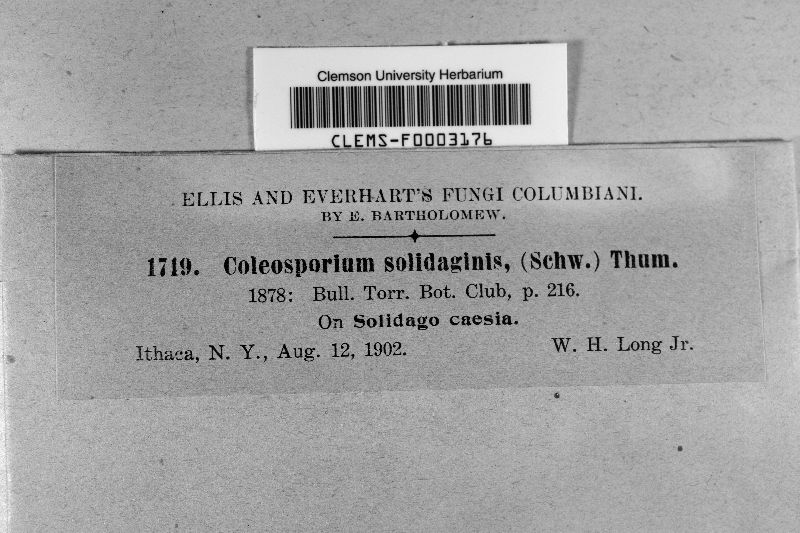 Clemson University Herbarium
CLEMS-F0003176
ELLIS AND EVERHART'S FUNGI COLUMBIANI.
BY E. BARTHOLOMEW.
1719. Coleosporium solidaginis, (Schw.) Thum.
1878: Bull. Torr. Bot. Club, p. 216.
On Solidago caesia.
Ithaca, N. Y., Aug. 12, 1902. W. H. Long Jr.